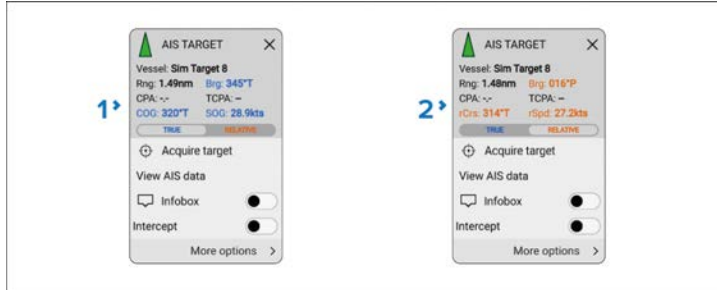 1
AIS TARGET
Vessel: Sim Target 8
Rng: 1.49nm Brg: 345°T
CPA: -.- TCPA: –
COG: 320°T SOG: 28.9kts
TRUE RELATIVE
Acquire target
View AIS data
Infobox
Intercept
More options
2
AIS TARGET
Vessel: Sim Target 8
Rng: 1.48nm Brg: 016°P
CPA: -.- TCPA: –
rCrs: 314°T rSpd: 27.2kts
TRUE RELATIVE
Acquire target
View AIS data
Infobox
Intercept
More options